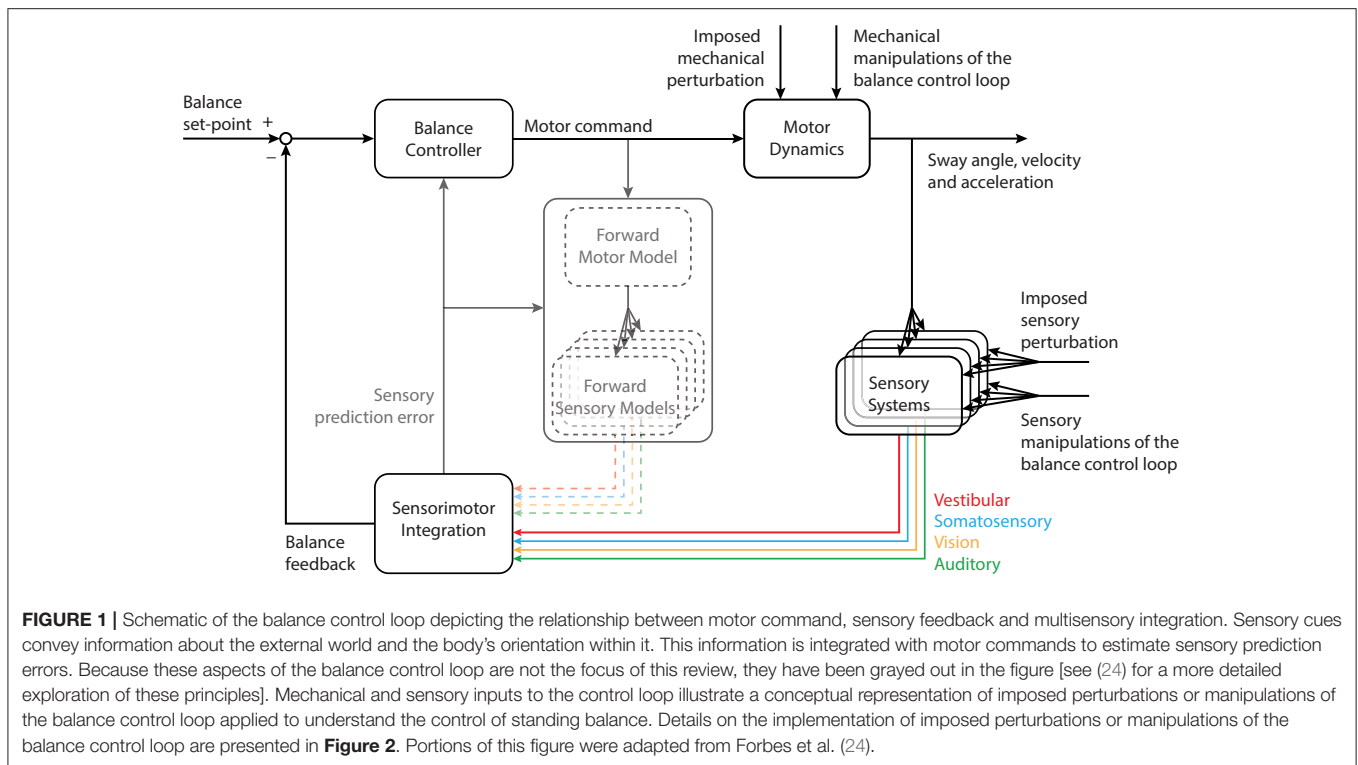 Imposed
mechanical
perturbation
Mechanical
manipulations of the
balance control loop
Balance
set-point
+
−
Balance
Controller
Motor command
Motor
Dynamics
Sway angle, velocity
and acceleration
Forward
Motor Model
Forward
Sensory Models
Sensory
prediction error
Imposed
sensory
perturbation
Sensory
Systems
Sensory
manipulations of the
balance control loop
Sensorimotor
Integration
Balance
feedback
Vestibular
Somatosensory
Vision
Auditory
FIGURE 1 | Schematic of the balance control loop depicting the relationship between motor command, sensory feedback and multisensory integration. Sensory cues
convey information about the external world and the body's orientation within it. This information is integrated with motor commands to estimate sensory prediction
errors. Because these aspects of the balance control loop are not the focus of this review, they have been grayed out in the figure [see (24) for a more detailed
exploration of these principles]. Mechanical and sensory inputs to the control loop illustrate a conceptual representation of imposed perturbations or manipulations of
the balance control loop applied to understand the control of standing balance. Details on the implementation of imposed perturbations or manipulations of the
balance control loop are presented in Figure 2. Portions of this figure were adapted from Forbes et al. (24).